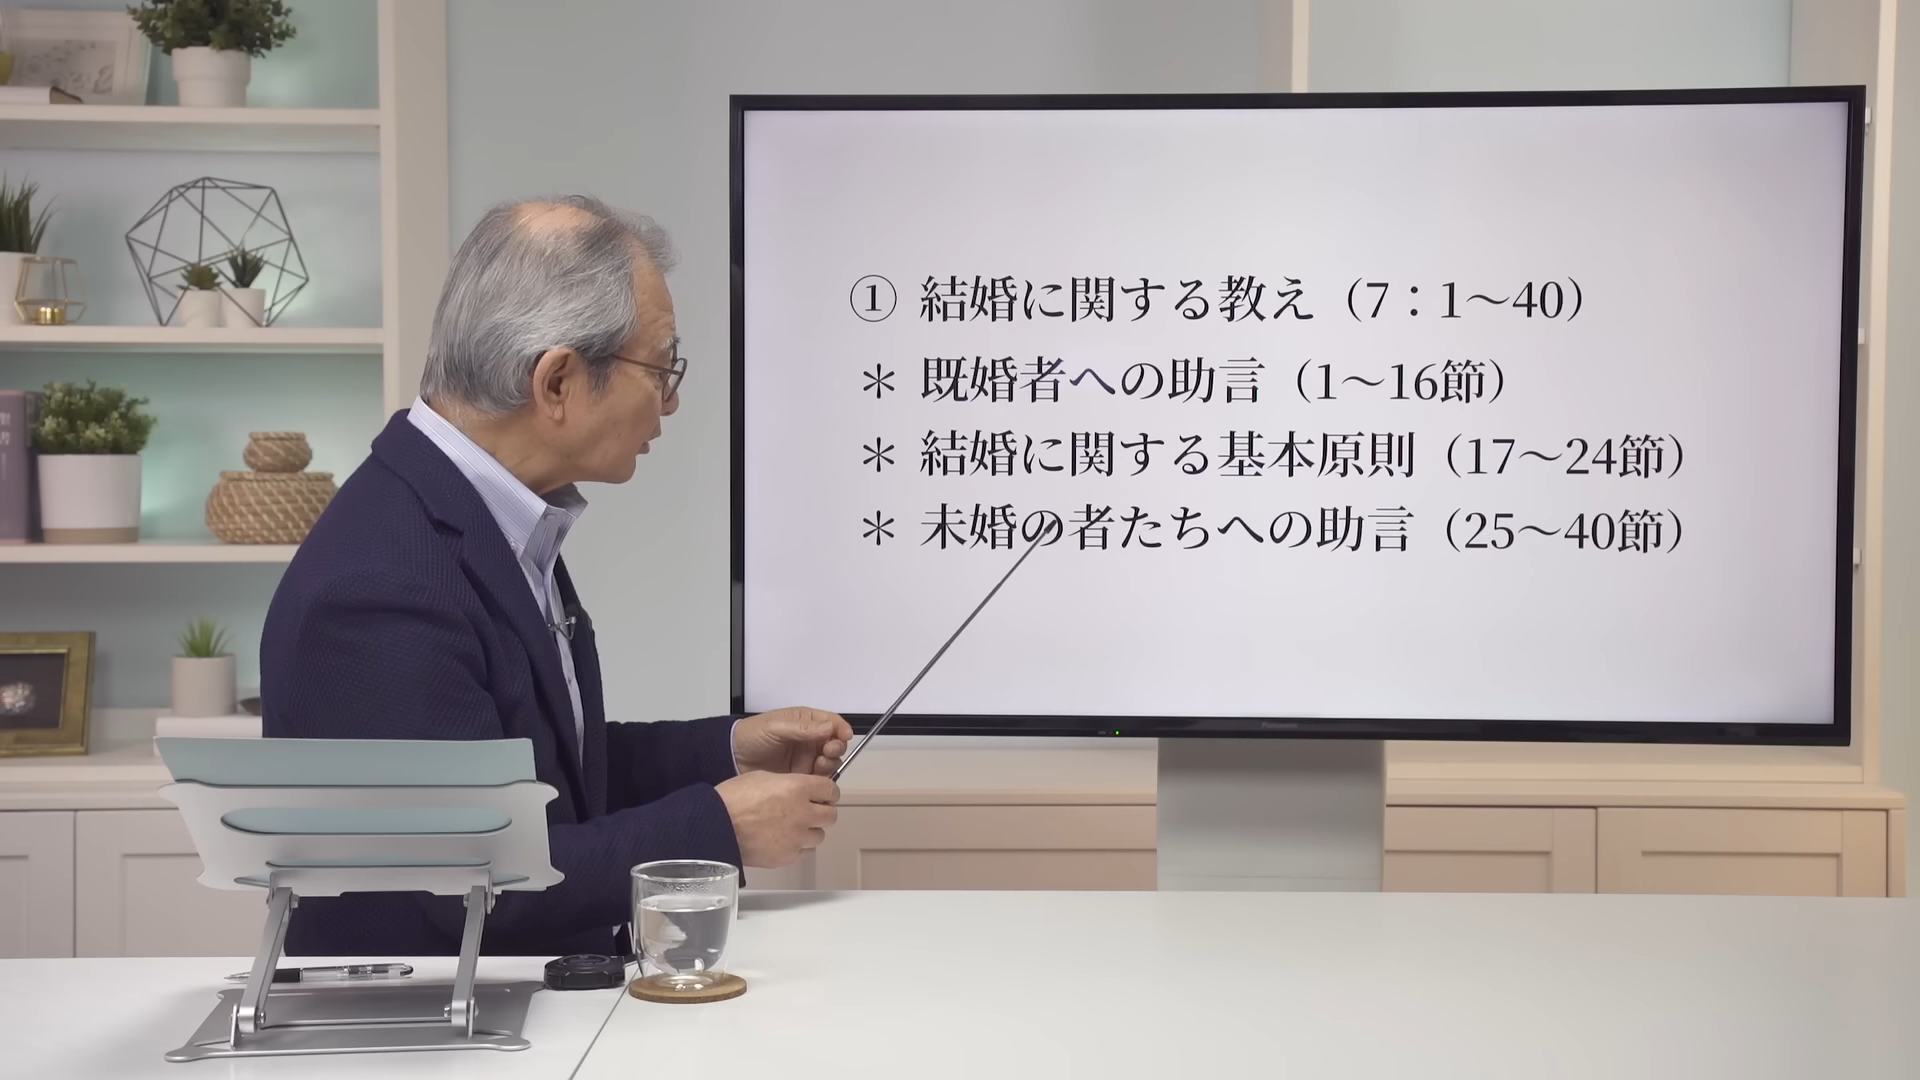 ① 結婚に関する教え（7：1〜40）
＊ 既婚者への助言（1〜16節）
＊ 結婚に関する基本原則（17〜24節）
＊ 未婚の者たちへの助言（25〜40節）
Panasonic